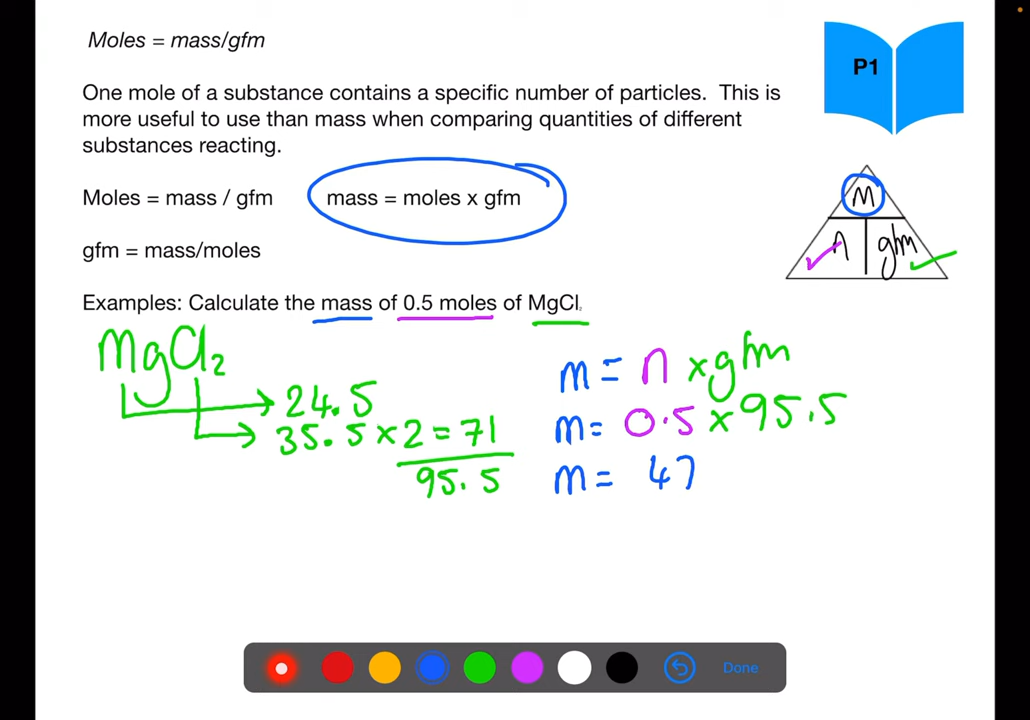 Moles = mass/gfm
P1
One mole of a substance contains a specific number of particles. This is
more useful to use than mass when comparing quantities of different
substances reacting.
Moles = mass / gfm
mass = moles x gfm
m
n
gfm
gfm = mass/moles
Examples: Calculate the mass of 0.5 moles of MgCl₂
MgCl₂
24.5
35.5 × 2 = 71
95.5
m = n × gfm
m = 0.5 × 95.5
m = 47
Done